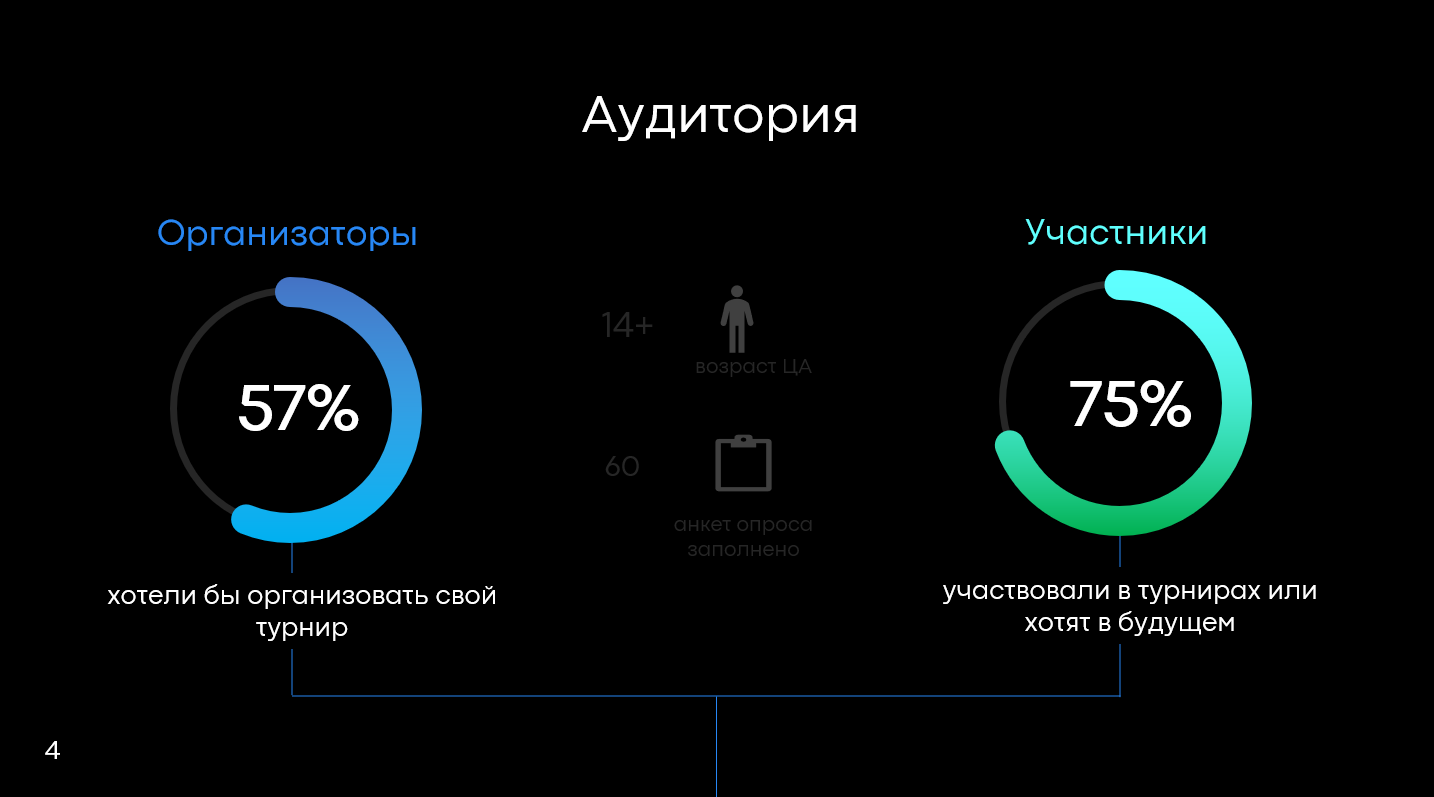 Аудитория
Организаторы
57%
хотели бы организовать свой
турнир
14+
возраст ЦА
60
анкет опроса
заполнено
Участники
75%
участвовали в турнирах или
хотят в будущем
4